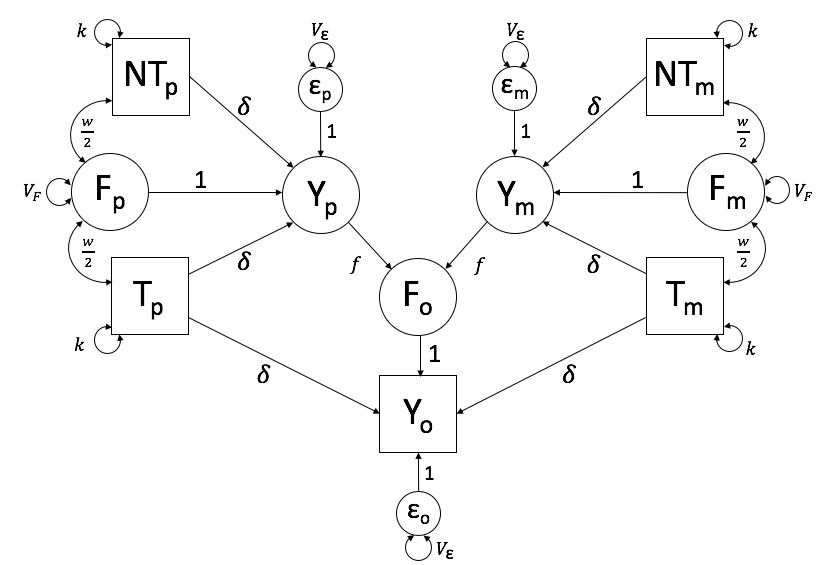 k NT_p V_ε V_ε NT_m k
ε_p ε_m
δ δ
w/2 1 1 w/2
V_F F_p 1 Y_p Y_m 1 F_m V_F
w/2 δ f f δ w/2
T_p F_o T_m
k 1 k
δ δ
Y_o
1
ε_o
V_ε